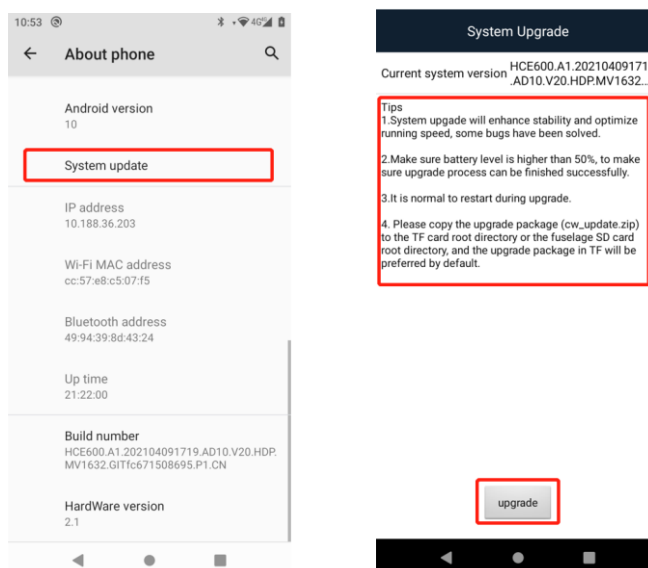 10:53
4G
About phone
Android version
10
System update
IP address
10.188.36.203
Wi-Fi MAC address
cc:57:e8:c5:07:f5
Bluetooth address
49:94:39:8d:43:24
Up time
21:22:00
Build number
HCE600.A1.202104091719.AD10.V20.HDP.
MV1632.GITfc671508695.P1.CN
HardWare version
2.1
System Upgrade
Current system version HCE600.A1.20210409171
.AD10.V20.HDP.MV1632...
Tips
1.System upgade will enhance stability and optimize
running speed, some bugs have been solved.
2.Make sure battery level is higher than 50%, to make
sure upgrade process can be finished successfully.
3.It is normal to restart during upgrade.
4. Please copy the upgrade package (cw_update.zip)
to the TF card root directory or the fuselage SD card
root directory, and the upgrade package in TF will be
preferred by default.
upgrade